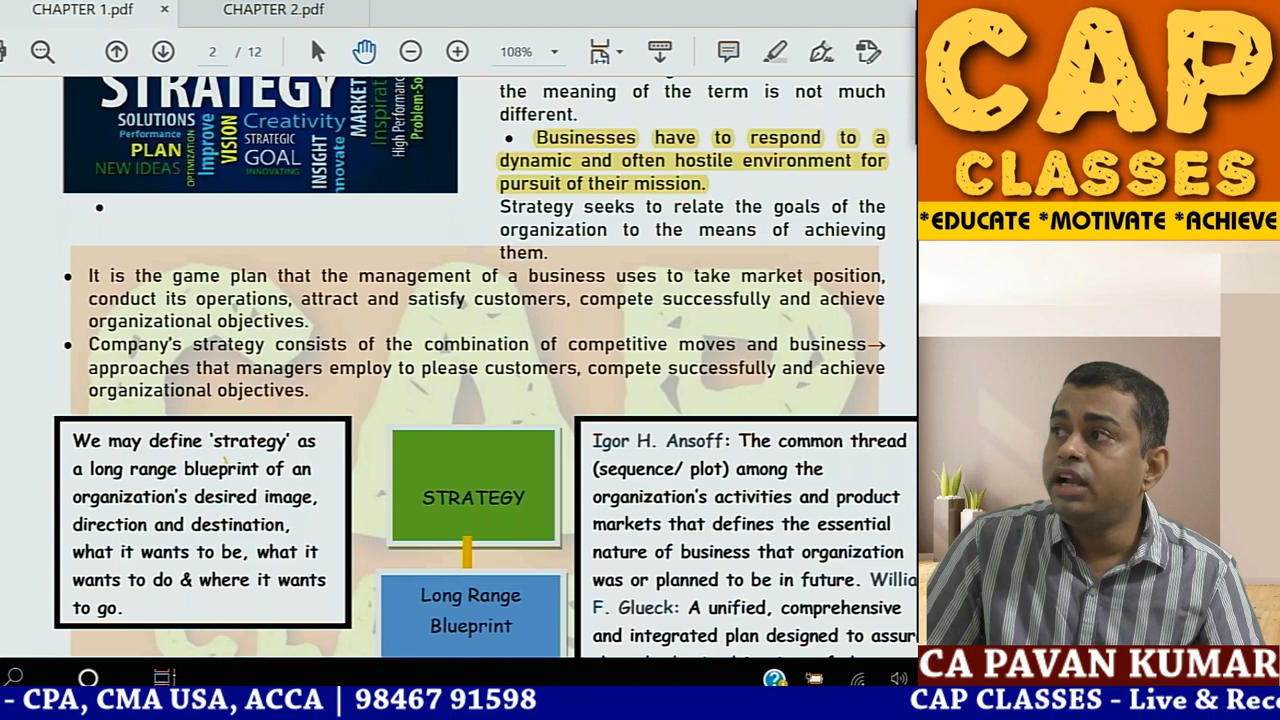 CHAPTER 1.pdf
CHAPTER 2.pdf
2 / 12
108%
STRATEGY
SOLUTIONS
Performance
PLAN
NEW IDEAS
OPTIMIZATION
Improve
VISION
Creativity
STRATEGIC
GOAL
INNOVATING
INSIGHT
nnovate
MARKET
Inspirat
High Performanc
Problem-So
the meaning of the term is not much
different.
• Businesses have to respond to a
dynamic and often hostile environment for
pursuit of their mission.
Strategy seeks to relate the goals of the
organization to the means of achieving
them.
• It is the game plan that the management of a business uses to take market position,
conduct its operations, attract and satisfy customers, compete successfully and achieve
organizational objectives.
• Company's strategy consists of the combination of competitive moves and business→
approaches that managers employ to please customers, compete successfully and achieve
organizational objectives.
We may define 'strategy' as
a long range blueprint of an
organization's desired image,
direction and destination,
what it wants to be, what it
wants to do & where it wants
to go.
STRATEGY
Long Range
Blueprint
Igor H. Ansoff: The common thread
(sequence/ plot) among the
organization's activities and product
markets that defines the essential
nature of business that organization
was or planned to be in future. Willia
F. Glueck: A unified, comprehensive
and integrated plan designed to assur
CAP
CLASSES
*EDUCATE *MOTIVATE *ACHIEVE
CA PAVAN KUMAR
- CPA, CMA USA, ACCA | 98467 91598
CAP CLASSES - Live & Rec